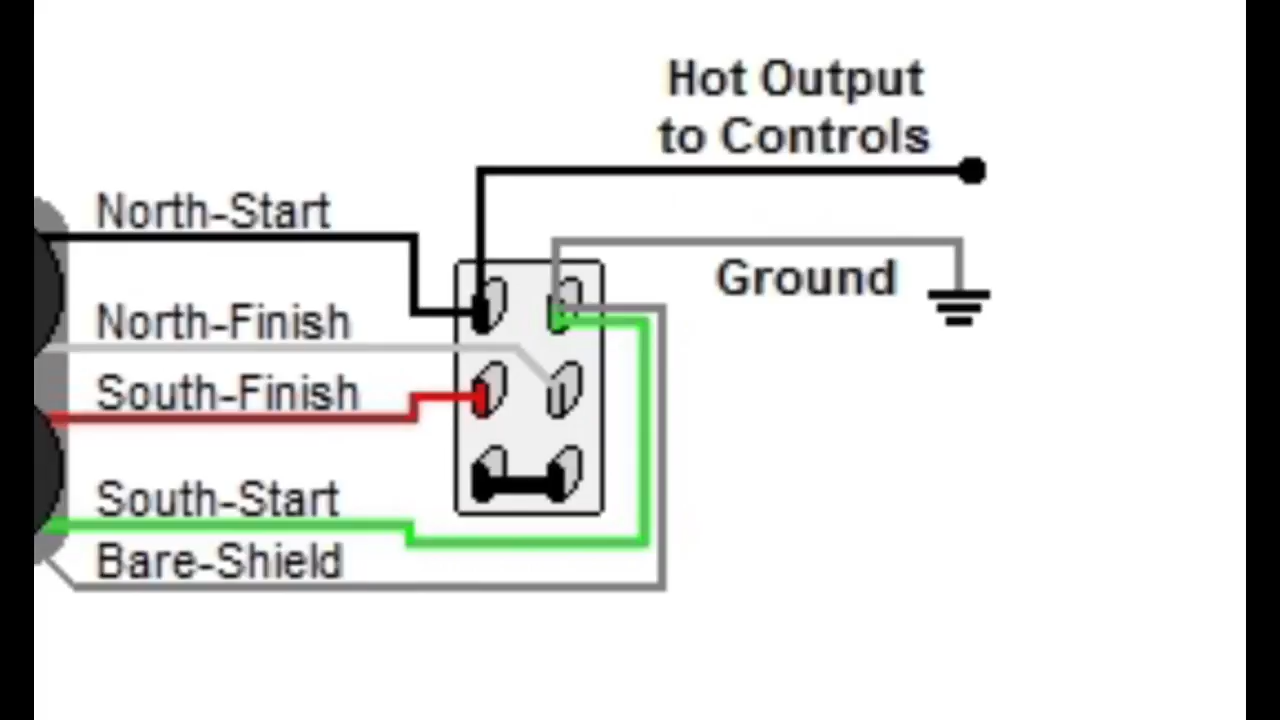 Hot Output
to Controls
North-Start
Ground
North-Finish
South-Finish
South-Start
Bare-Shield